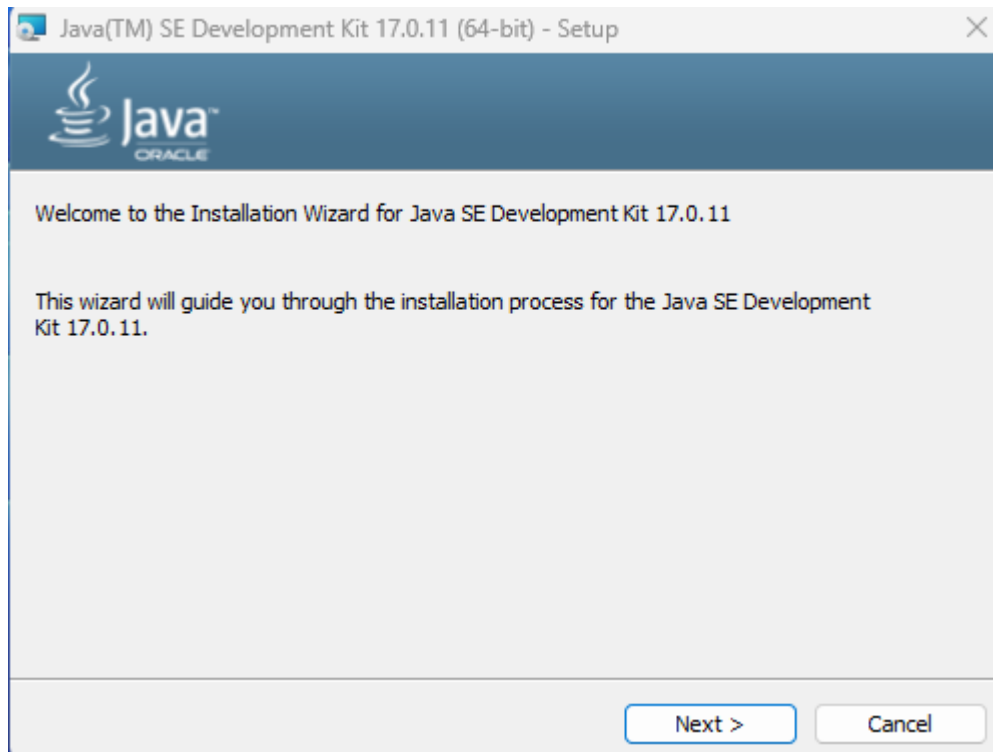 Java(TM) SE Development Kit 17.0.11 (64-bit) - Setup
Java™
ORACLE
Welcome to the Installation Wizard for Java SE Development Kit 17.0.11
This wizard will guide you through the installation process for the Java SE Development
Kit 17.0.11.
Next >
Cancel